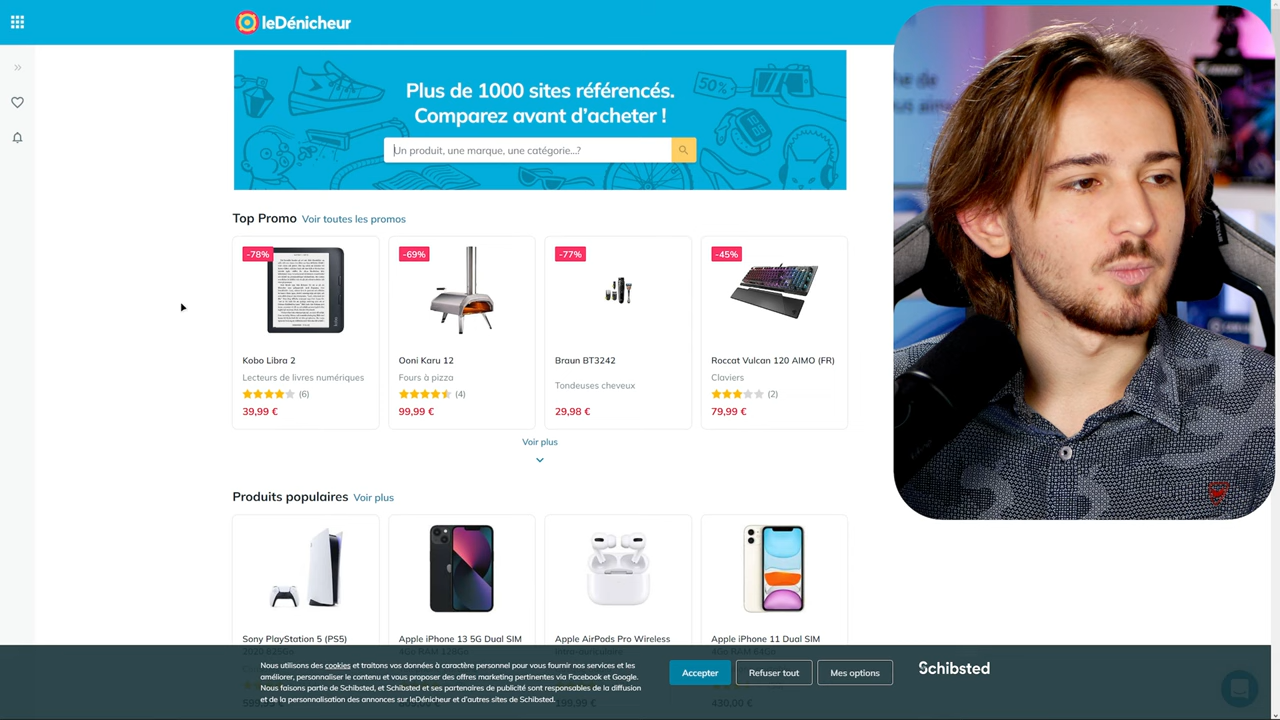 leDénicheur
Plus de 1000 sites référencés.
Comparez avant d'acheter !
50%
Un produit, une marque, une catégorie...?
Top Promo Voir toutes les promos
-78%
-69%
-77%
-45%
Kobo Libra 2
Ooni Karu 12
Braun BT3242
Roccat Vulcan 120 AIMO (FR)
Lecteurs de livres numériques
Fours à pizza
Tondeuses cheveux
Claviers
(6)
(4)
(2)
39,99 €
99,99 €
29,98 €
79,99 €
Voir plus
Produits populaires Voir plus
Sony PlayStation 5 (PS5)
Apple iPhone 13 5G Dual SIM
Apple AirPods Pro Wireless
Apple iPhone 11 Dual SIM
430,00 €
Nous utilisons des cookies et traitons vos données à caractère personnel pour vous fournir nos services et les
améliorer, personnaliser le contenu et vous proposer des offres marketing pertinentes via Facebook et Google.
Nous faisons partie de Schibsted, et Schibsted et ses partenaires de publicité sont responsables de la diffusion
et de la personnalisation des annonces sur leDénicheur et d'autres sites de Schibsted.
Accepter
Refuser tout
Mes options
Schibsted